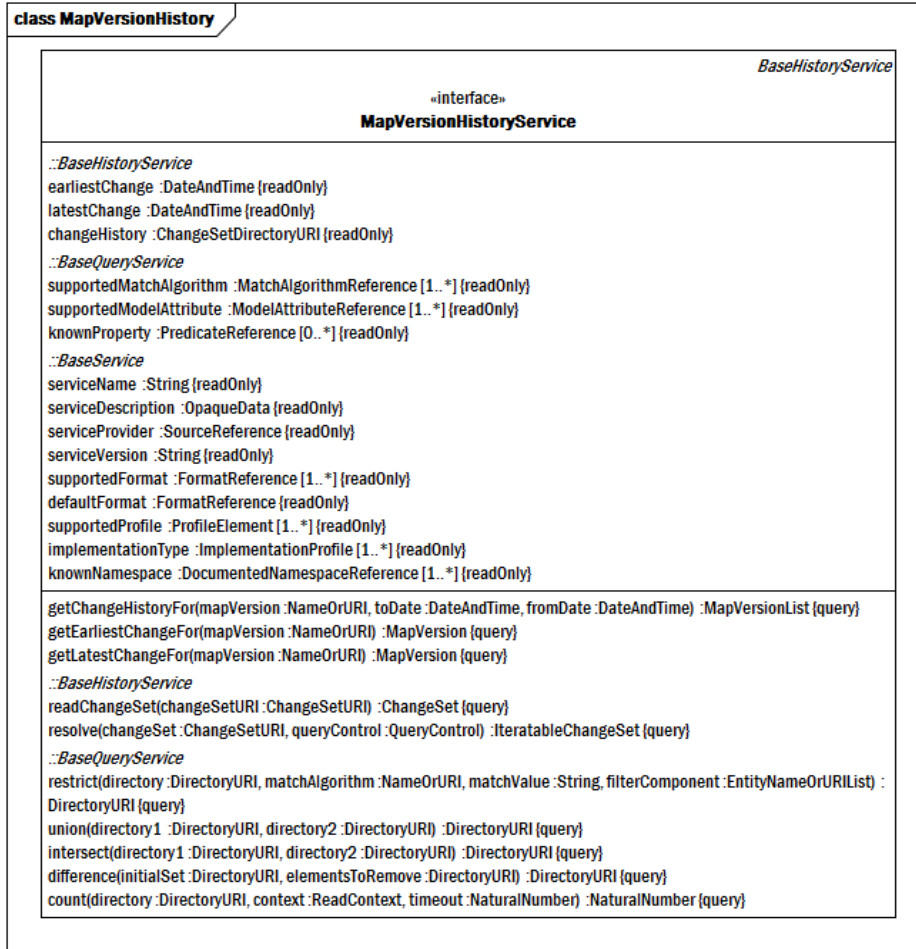 class MapVersionHistory
BaseHistoryService
«interface»
MapVersionHistoryService
::BaseHistoryService
earliestChange :DateAndTime {readOnly}
latestChange :DateAndTime {readOnly}
changeHistory :ChangeSetDirectoryURI {readOnly}
::BaseQueryService
supportedMatchAlgorithm :MatchAlgorithmReference [1..*] {readOnly}
supportedModelAttribute :ModelAttributeReference [1..*] {readOnly}
knownProperty :PredicateReference [0..*] {readOnly}
::BaseService
serviceName :String {readOnly}
serviceDescription :OpaqueData {readOnly}
serviceProvider :SourceReference {readOnly}
serviceVersion :String {readOnly}
supportedFormat :FormatReference [1..*] {readOnly}
defaultFormat :FormatReference {readOnly}
supportedProfile :ProfileElement [1..*] {readOnly}
implementationType :ImplementationProfile [1..*] {readOnly}
knownNamespace :DocumentedNamespaceReference [1..*] {readOnly}
getChangeHistoryFor(mapVersion :NameOrURI, toDate :DateAndTime, fromDate :DateAndTime) :MapVersionList {query}
getEarliestChangeFor(mapVersion :NameOrURI) :MapVersion {query}
getLatestChangeFor(mapVersion :NameOrURI) :MapVersion {query}
::BaseHistoryService
readChangeSet(changeSetURI :ChangeSetURI) :ChangeSet {query}
resolve(changeSet :ChangeSetURI, queryControl :QueryControl) :IteratableChangeSet {query}
::BaseQueryService
restrict(directory :DirectoryURI, matchAlgorithm :NameOrURI, matchValue :String, filterComponent :EntityNameOrURIList) :
DirectoryURI {query}
union(directory1 :DirectoryURI, directory2 :DirectoryURI) :DirectoryURI {query}
intersect(directory1 :DirectoryURI, directory2 :DirectoryURI) :DirectoryURI {query}
difference(initialSet :DirectoryURI, elementsToRemove :DirectoryURI) :DirectoryURI {query}
count(directory :DirectoryURI, context :ReadContext, timeout :NaturalNumber) :NaturalNumber {query}